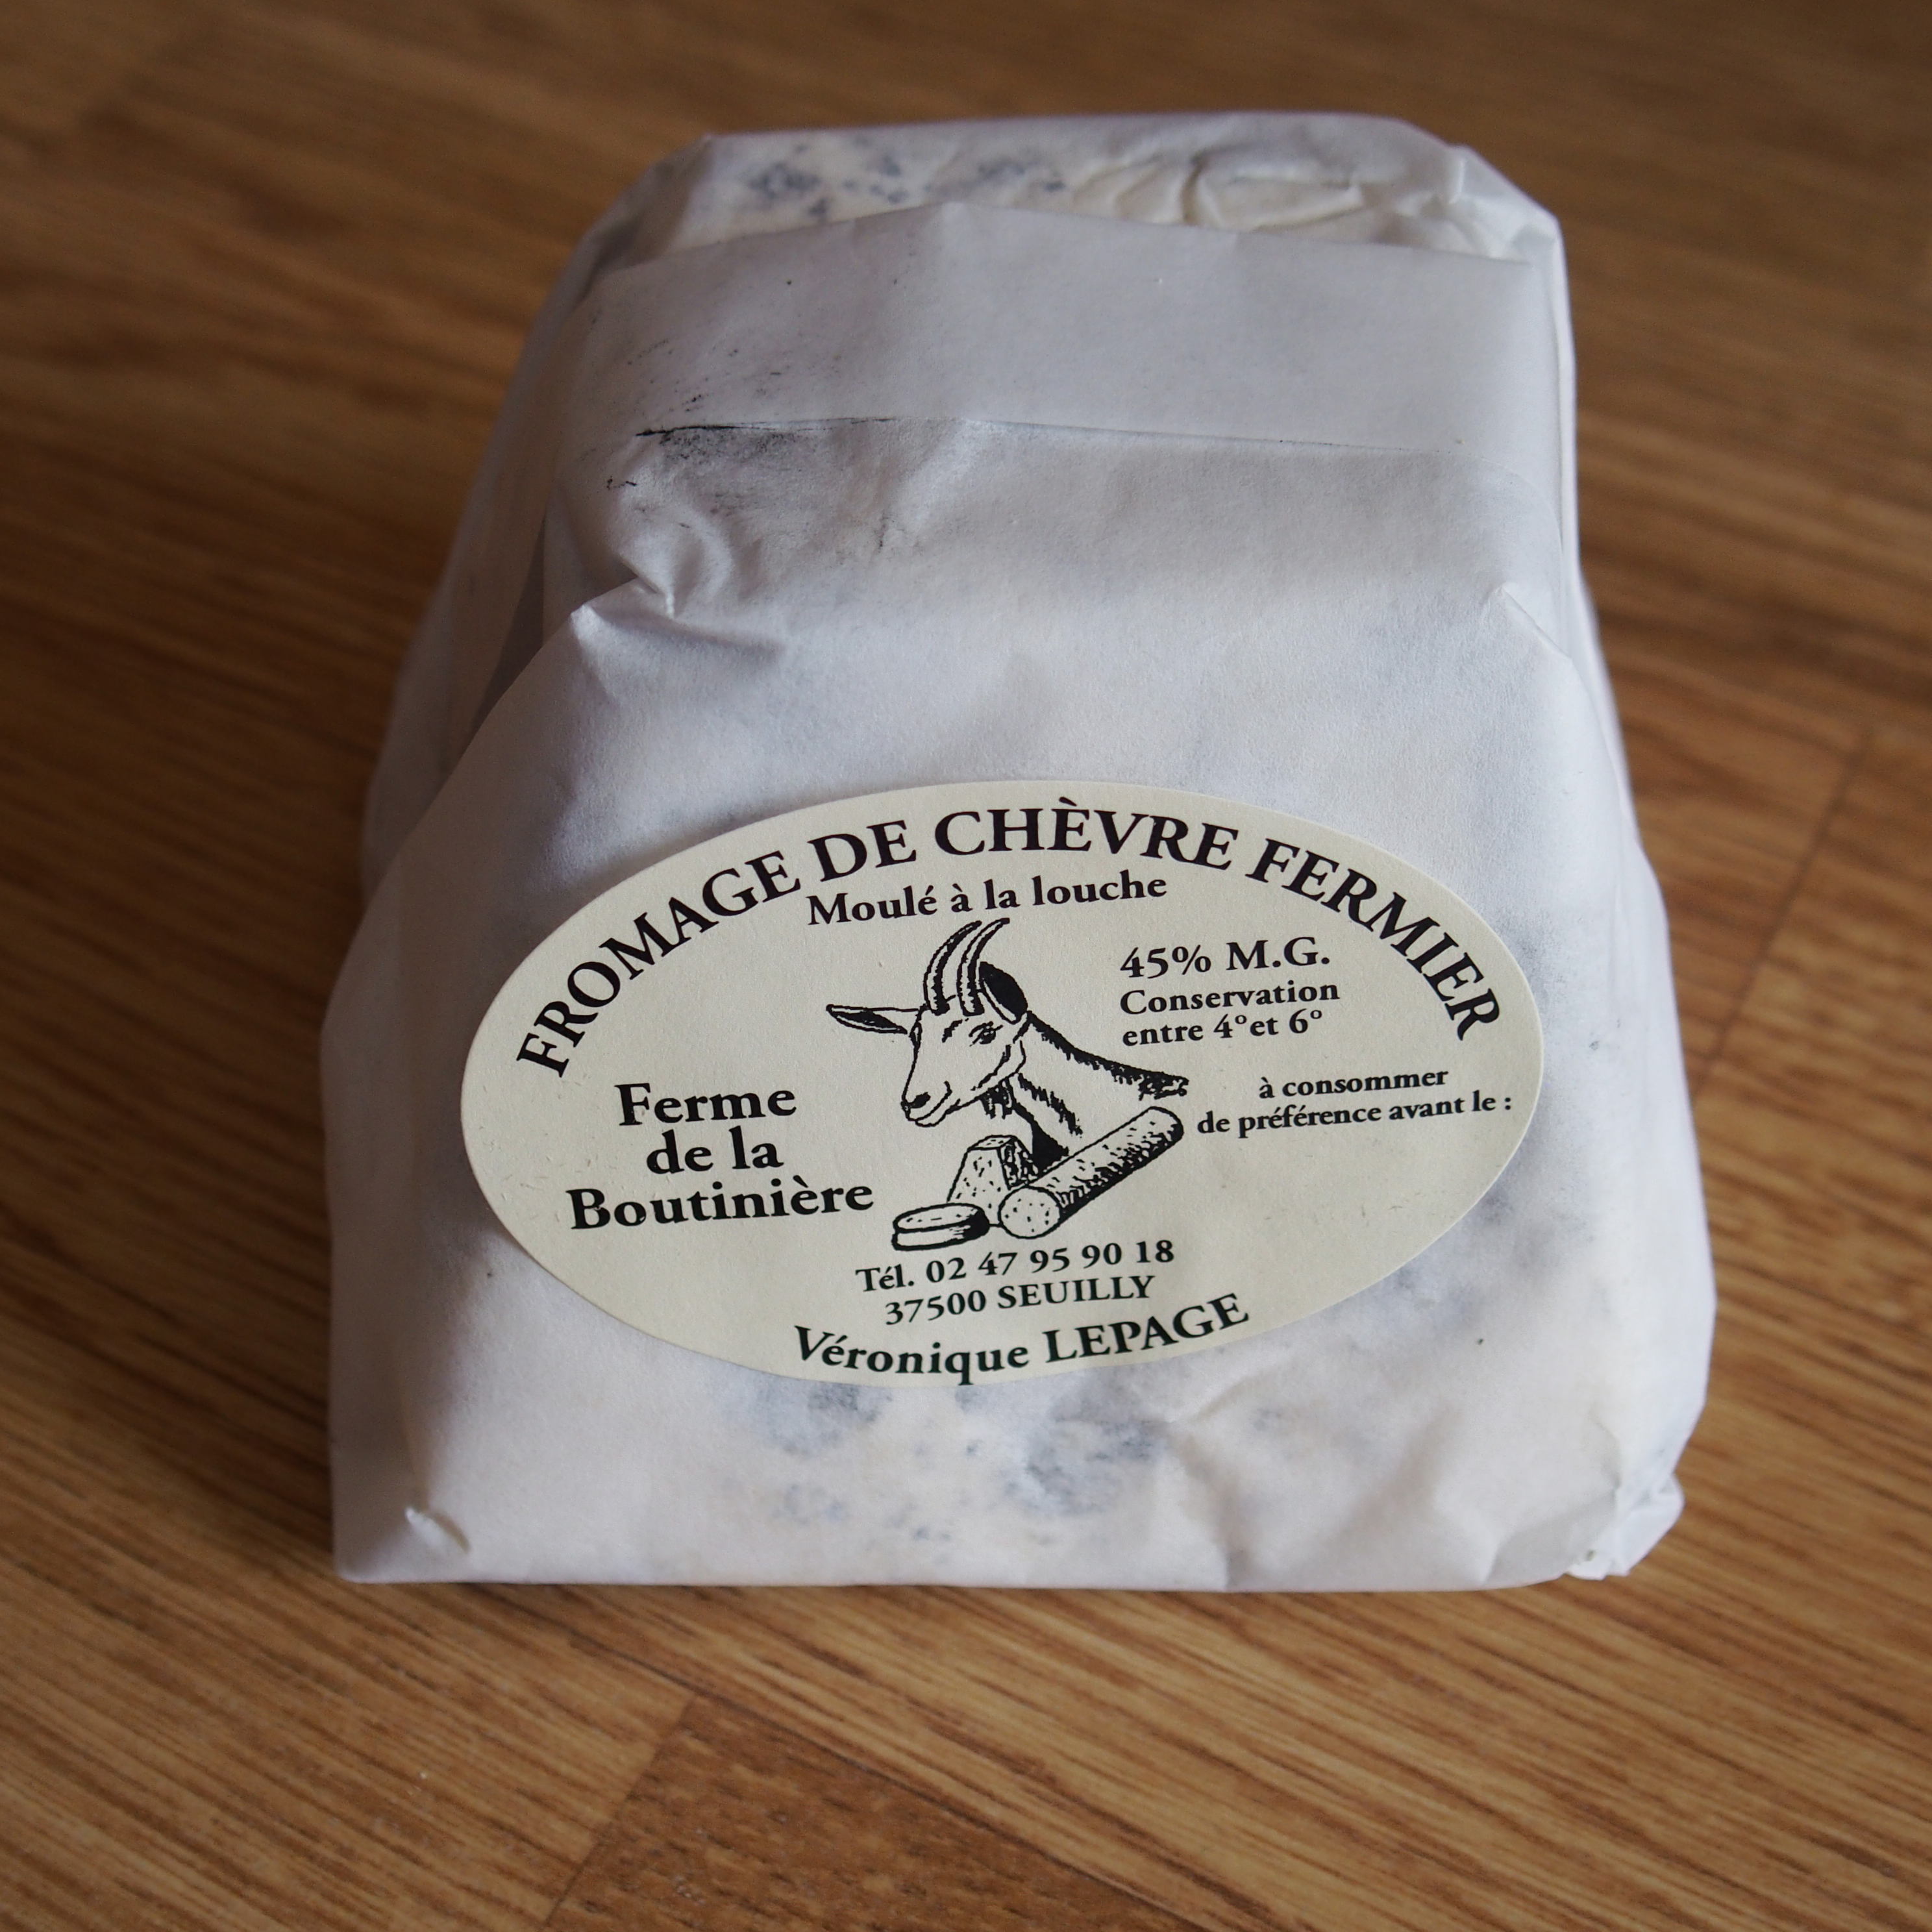 FROMAGE DE CHÈVRE FERMIER
Moulé à la louche
45% M.G.
Conservation
entre 4° et 6°
à consommer
de préférence avant le :
Ferme
de la
Boutinière
Tél. 02 47 95 90 18
37500 SEUILLY
Véronique LEPAGE